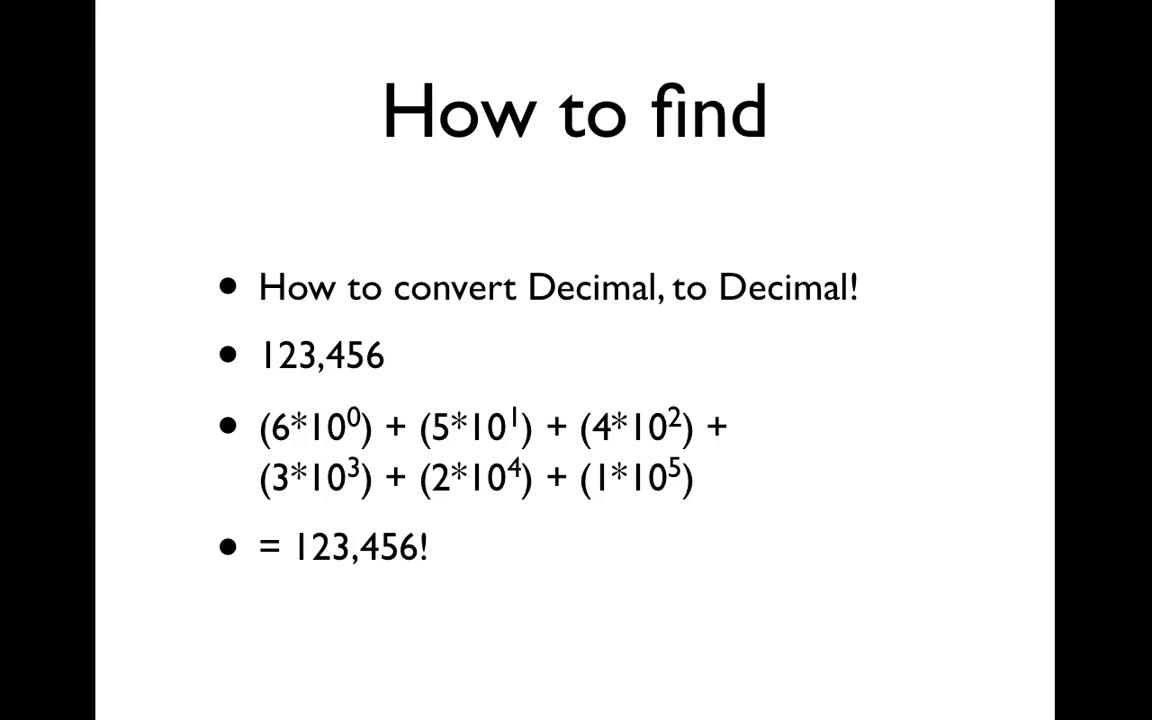 How to find
• How to convert Decimal, to Decimal!
• 123,456
• (6*10⁰) + (5*10¹) + (4*10²) +
(3*10³) + (2*10⁴) + (1*10⁵)
• = 123,456!